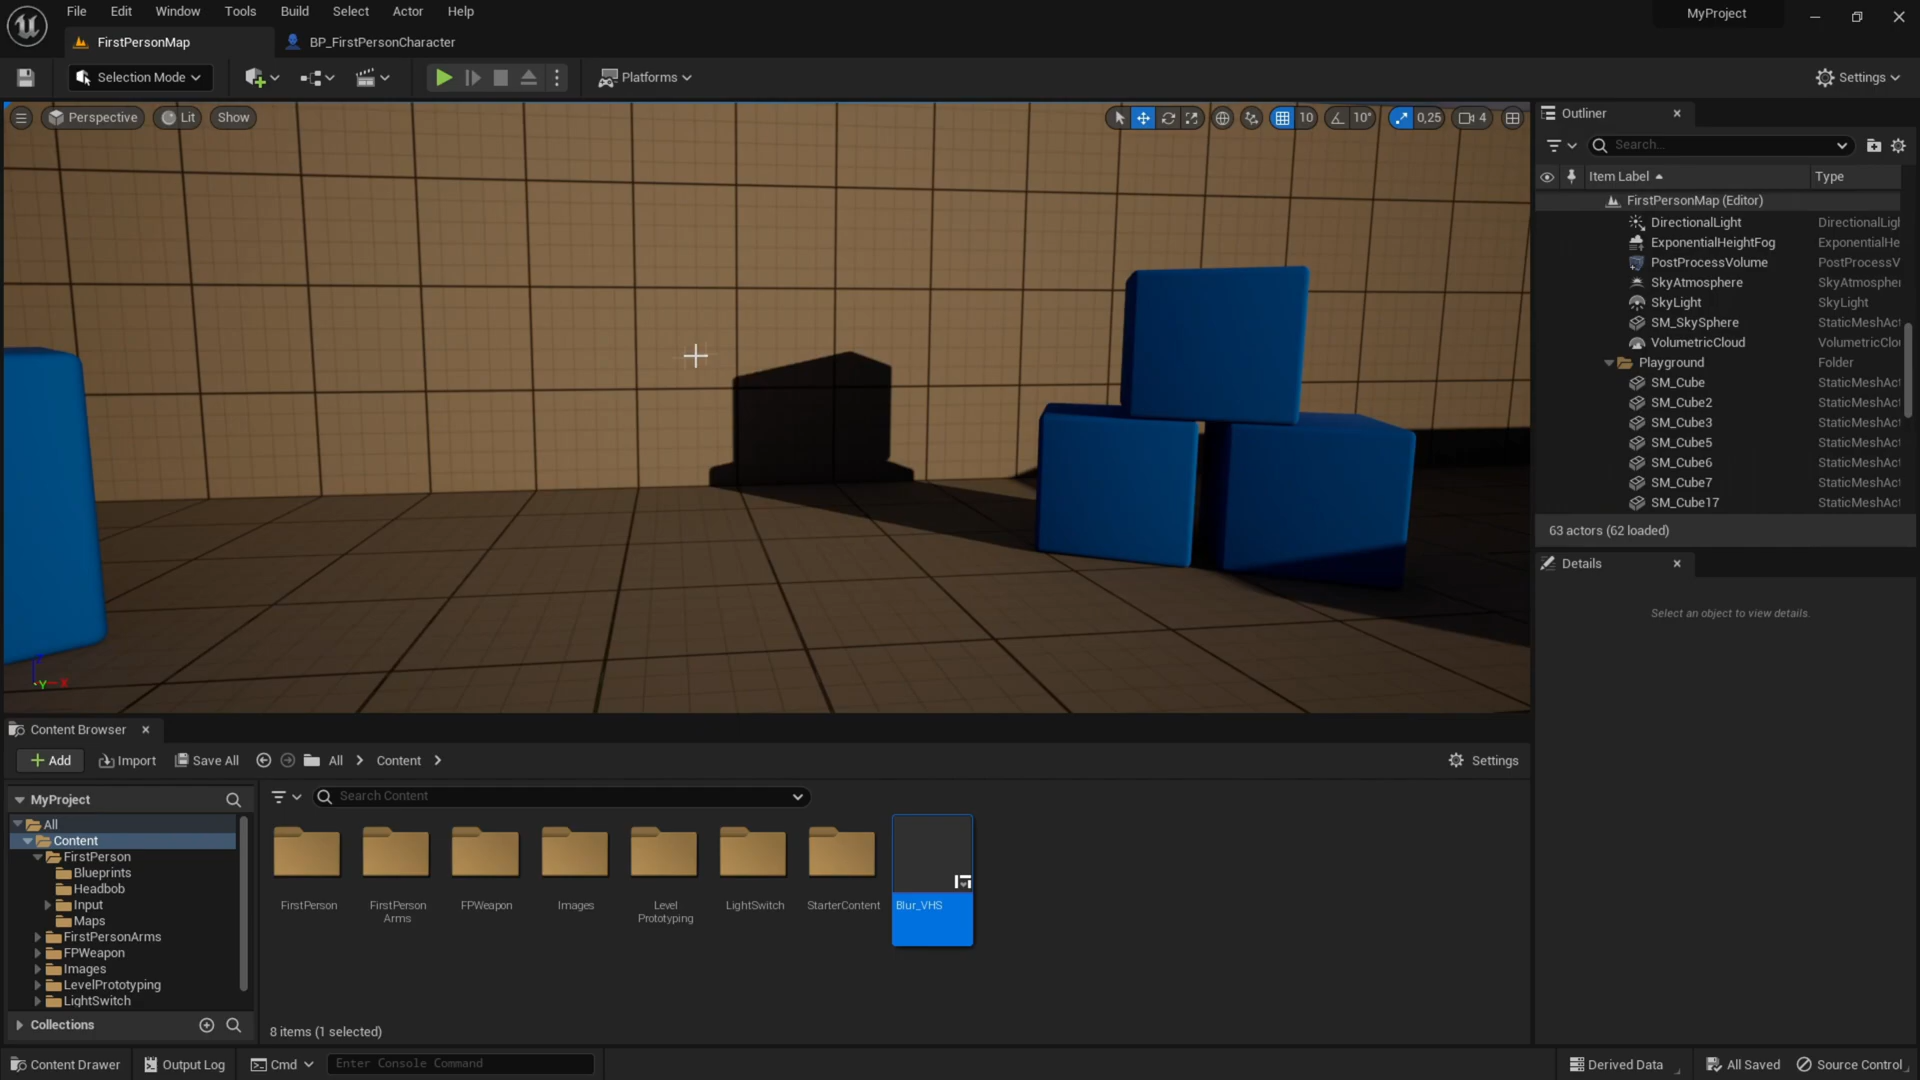 File Edit Window Tools Build Select Actor Help
MyProject
FirstPersonMap
BP_FirstPersonCharacter
Selection Mode
Platforms
Settings
Perspective
Lit
Show
10
10°
0,25
4
Outliner
Search...
Item Label
Type
FirstPersonMap (Editor)
DirectionalLight DirectionalLigh
ExponentialHeightFog ExponentialHe
PostProcessVolume PostProcessV
SkyAtmosphere SkyAtmospher
SkyLight SkyLight
SM_SkySphere StaticMeshAct
VolumetricCloud VolumetricClou
Playground Folder
SM_Cube StaticMeshAct
SM_Cube2 StaticMeshAct
SM_Cube3 StaticMeshAct
SM_Cube5 StaticMeshAct
SM_Cube6 StaticMeshAct
SM_Cube7 StaticMeshAct
SM_Cube17 StaticMeshAct
63 actors (62 loaded)
Details
Select an object to view details.
Y X
Content Browser
Add
Import
Save All
All
Content
Settings
MyProject
Search Content
All
Content
FirstPerson
Blueprints
Headbob
Input
Maps
FirstPersonArms
FPWeapon
Images
LevelPrototyping
LightSwitch
Collections
FirstPerson
FirstPerson
Arms
FPWeapon
Images
Level
Prototyping
LightSwitch
StarterContent
Blur_VHS
8 items (1 selected)
Content Drawer
Output Log
Cmd
Enter Console Command
Derived Data
All Saved
Source Control